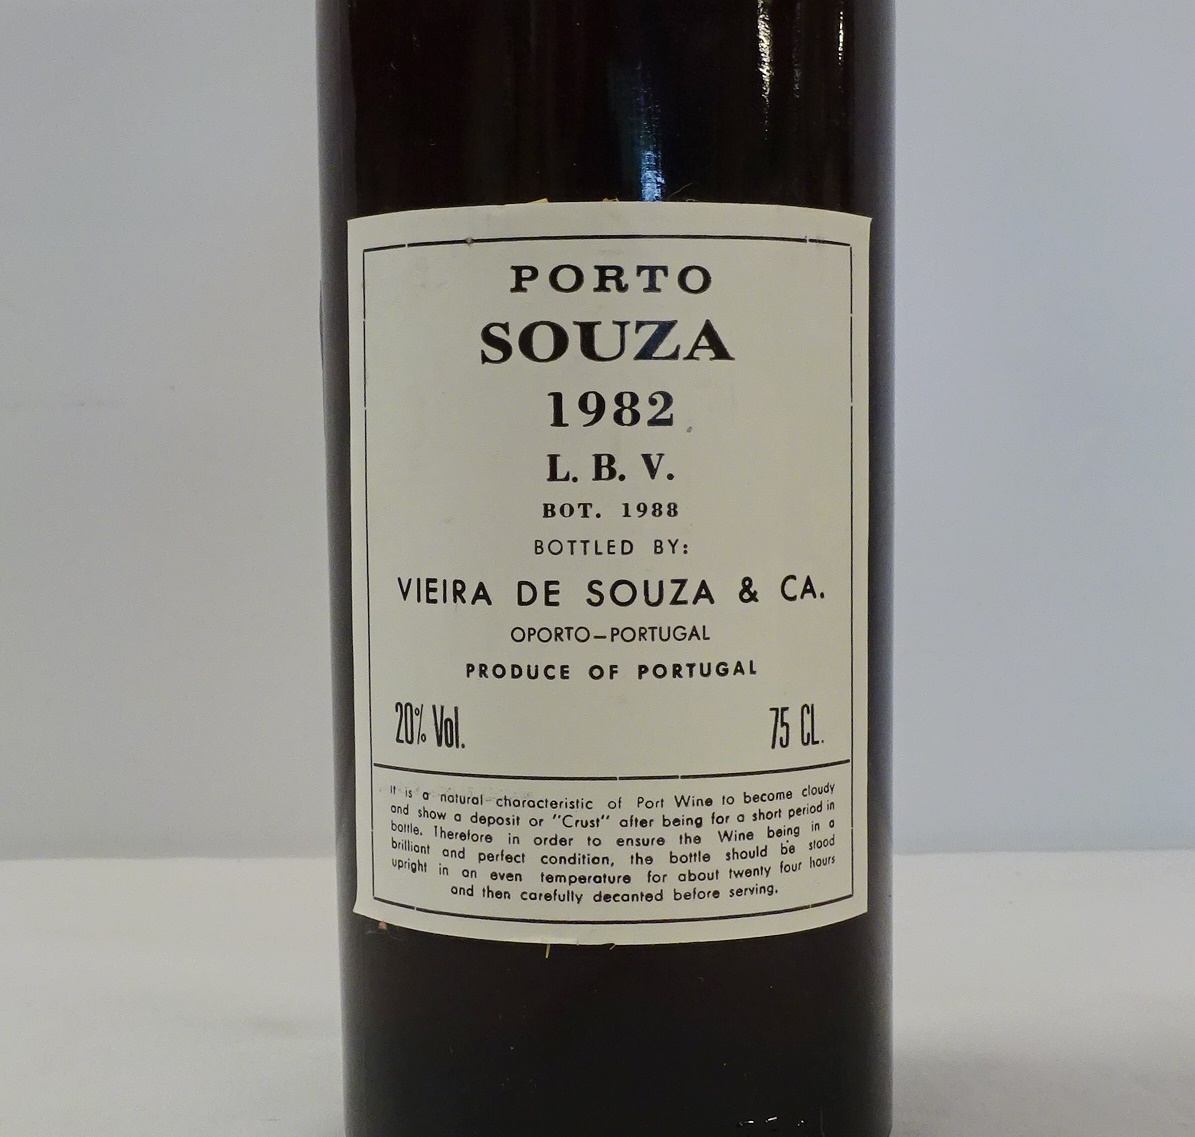 PORTO
SOUZA
1982
L. B. V.
BOT. 1988
BOTTLED BY:
VIEIRA DE SOUZA & CA.
OPORTO–PORTUGAL
PRODUCE OF PORTUGAL
20% Vol. 75 CL.
It is a natural characteristic of Port Wine to become cloudy
and show a deposit or "Crust" after being for a short period in
bottle. Therefore in order to ensure the Wine being in a
brilliant and perfect condition, the bottle should be stood
upright in an even temperature for about twenty four hours
and then carefully decanted before serving.